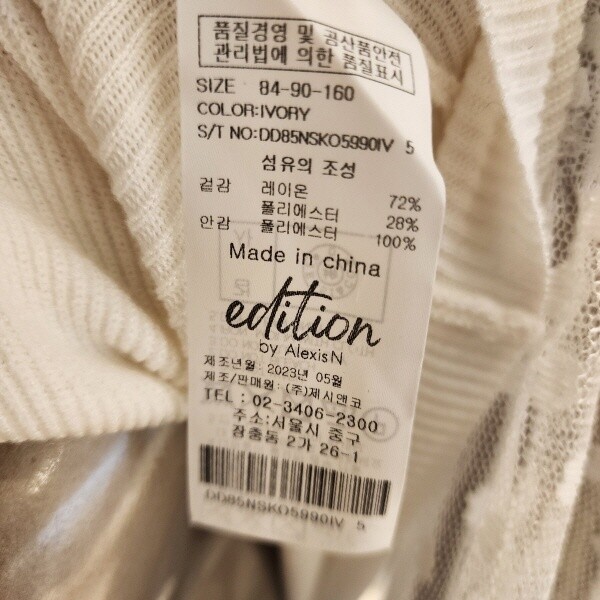 품질경영 및 공산품안전
관리법에 의한 품질표시
SIZE 84-90-160
COLOR:IVORY
S/T NO:DD85NSKO5990IV 5
섬유의 조성
겉감 레이온 72%
폴리에스터 28%
안감 폴리에스터 100%
Made in china
edition
by AlexisN
제조년월: 2023년 05월
제조/판매원: (주)제시앤코
TEL : 02-3406-2300
주소:서울시 중구
장충동 2가 26-1
DD85NSKO5990IV 5